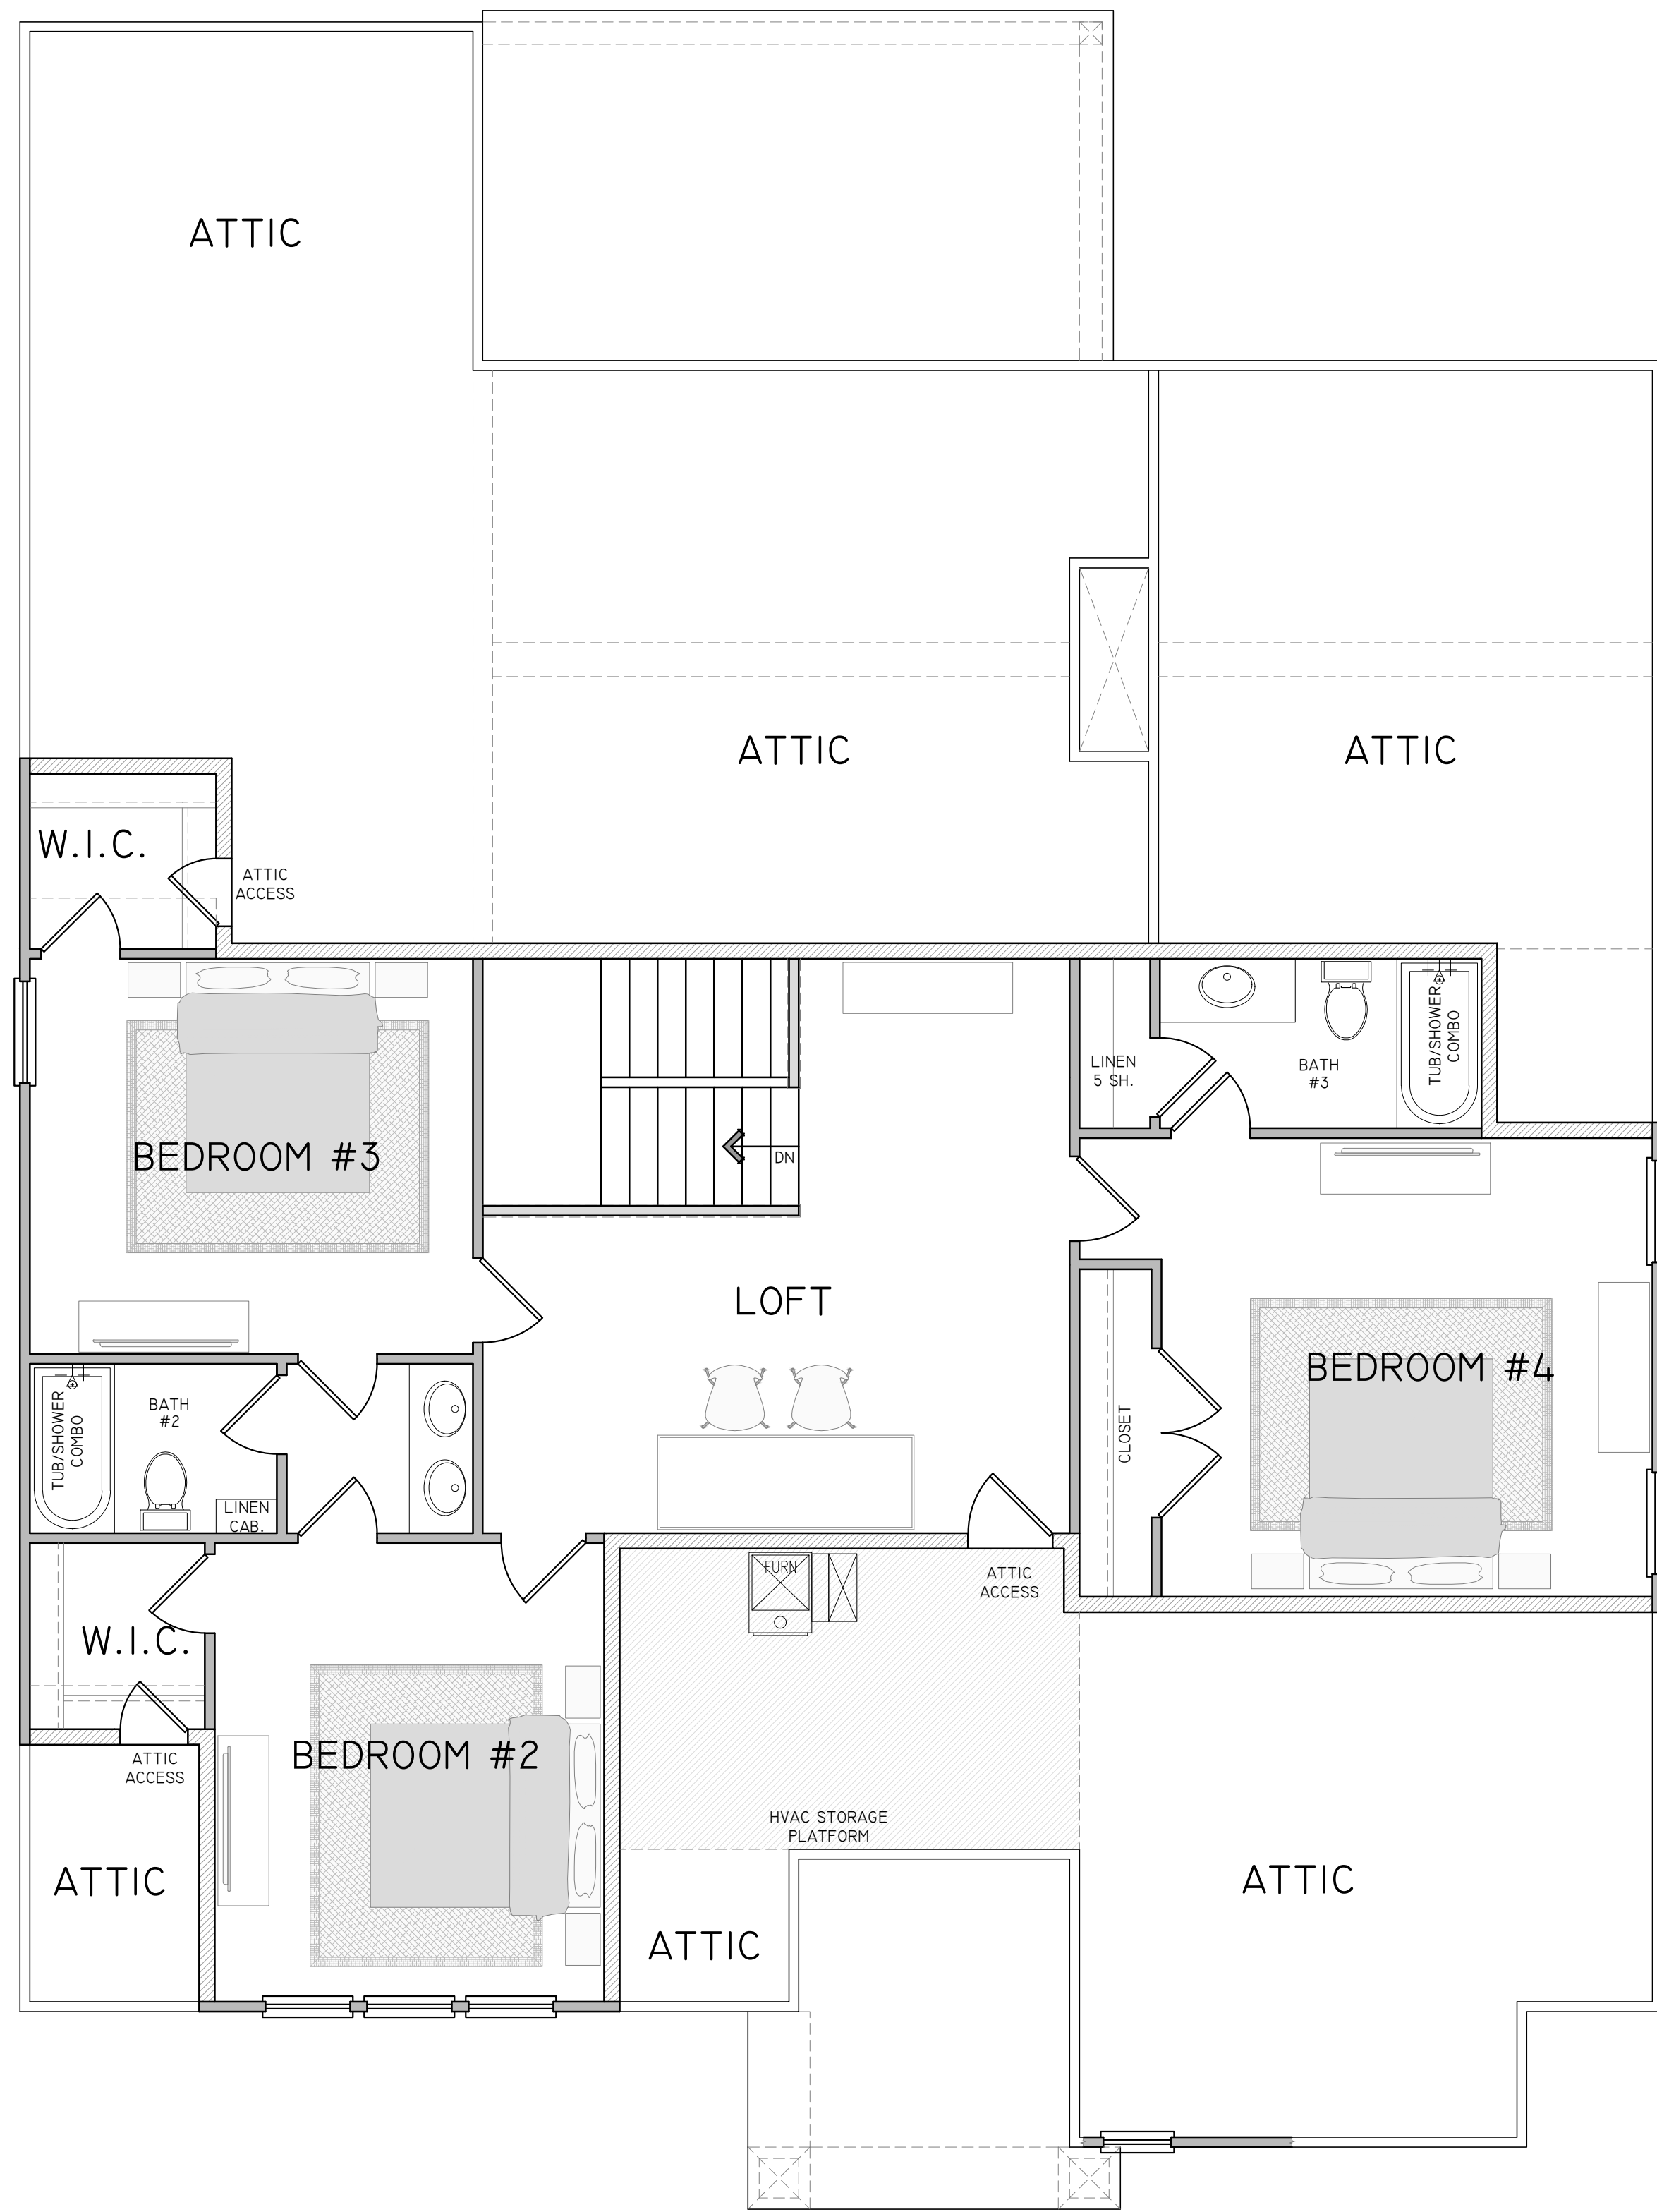 ATTIC
ATTIC
ATTIC
W.I.C.
ATTIC
ACCESS
TUB/SHOWER
COMBO
LINEN
5 SH.
BATH
#3
BEDROOM #3
DN
LOFT
BEDROOM #4
BATH
#2
TUB/SHOWER
COMBO
CLOSET
LINEN
CAB.
FURN
ATTIC
ACCESS
W.I.C.
BEDROOM #2
ATTIC
ACCESS
HVAC STORAGE
PLATFORM
ATTIC
ATTIC
ATTIC